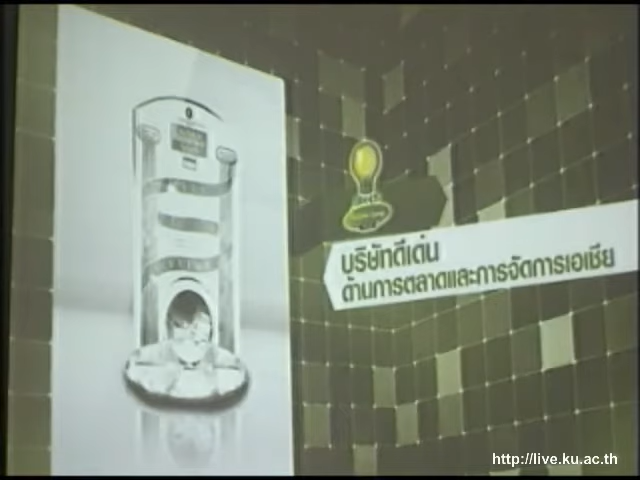 บริษัทดีเด่น
ด้านการตลาดและการจัดการเอเชีย
http://live.ku.ac.th